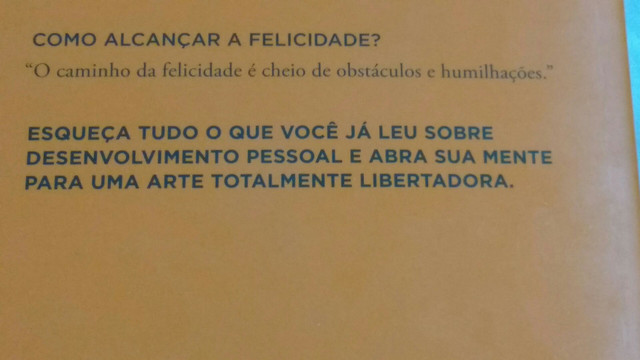 COMO ALCANÇAR A FELICIDADE?
“O caminho da felicidade é cheio de obstáculos e humilhações.”
ESQUEÇA TUDO O QUE VOCÊ JÁ LEU SOBRE
DESENVOLVIMENTO PESSOAL E ABRA SUA MENTE
PARA UMA ARTE TOTALMENTE LIBERTADORA.